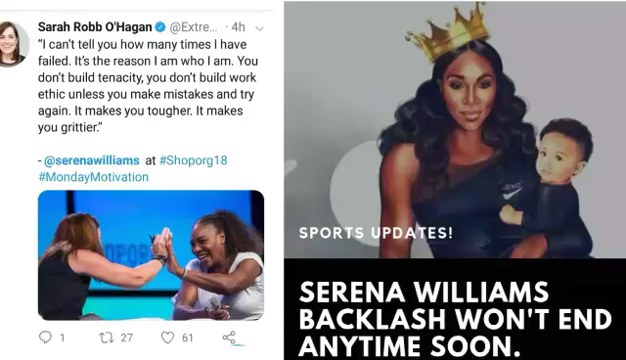 Sarah Robb O'Hagan @Extre... · 4h
“I can't tell you how many times I have
failed. It's the reason I am who I am. You
don't build tenacity, you don't build work
ethic unless you make mistakes and try
again. It makes you tougher. It makes
you grittier.”
- @serenawilliams at #Shoporg18
#MondayMotivation
1 27 61
SPORTS UPDATES!
SERENA WILLIAMS
BACKLASH WON'T END
ANYTIME SOON.